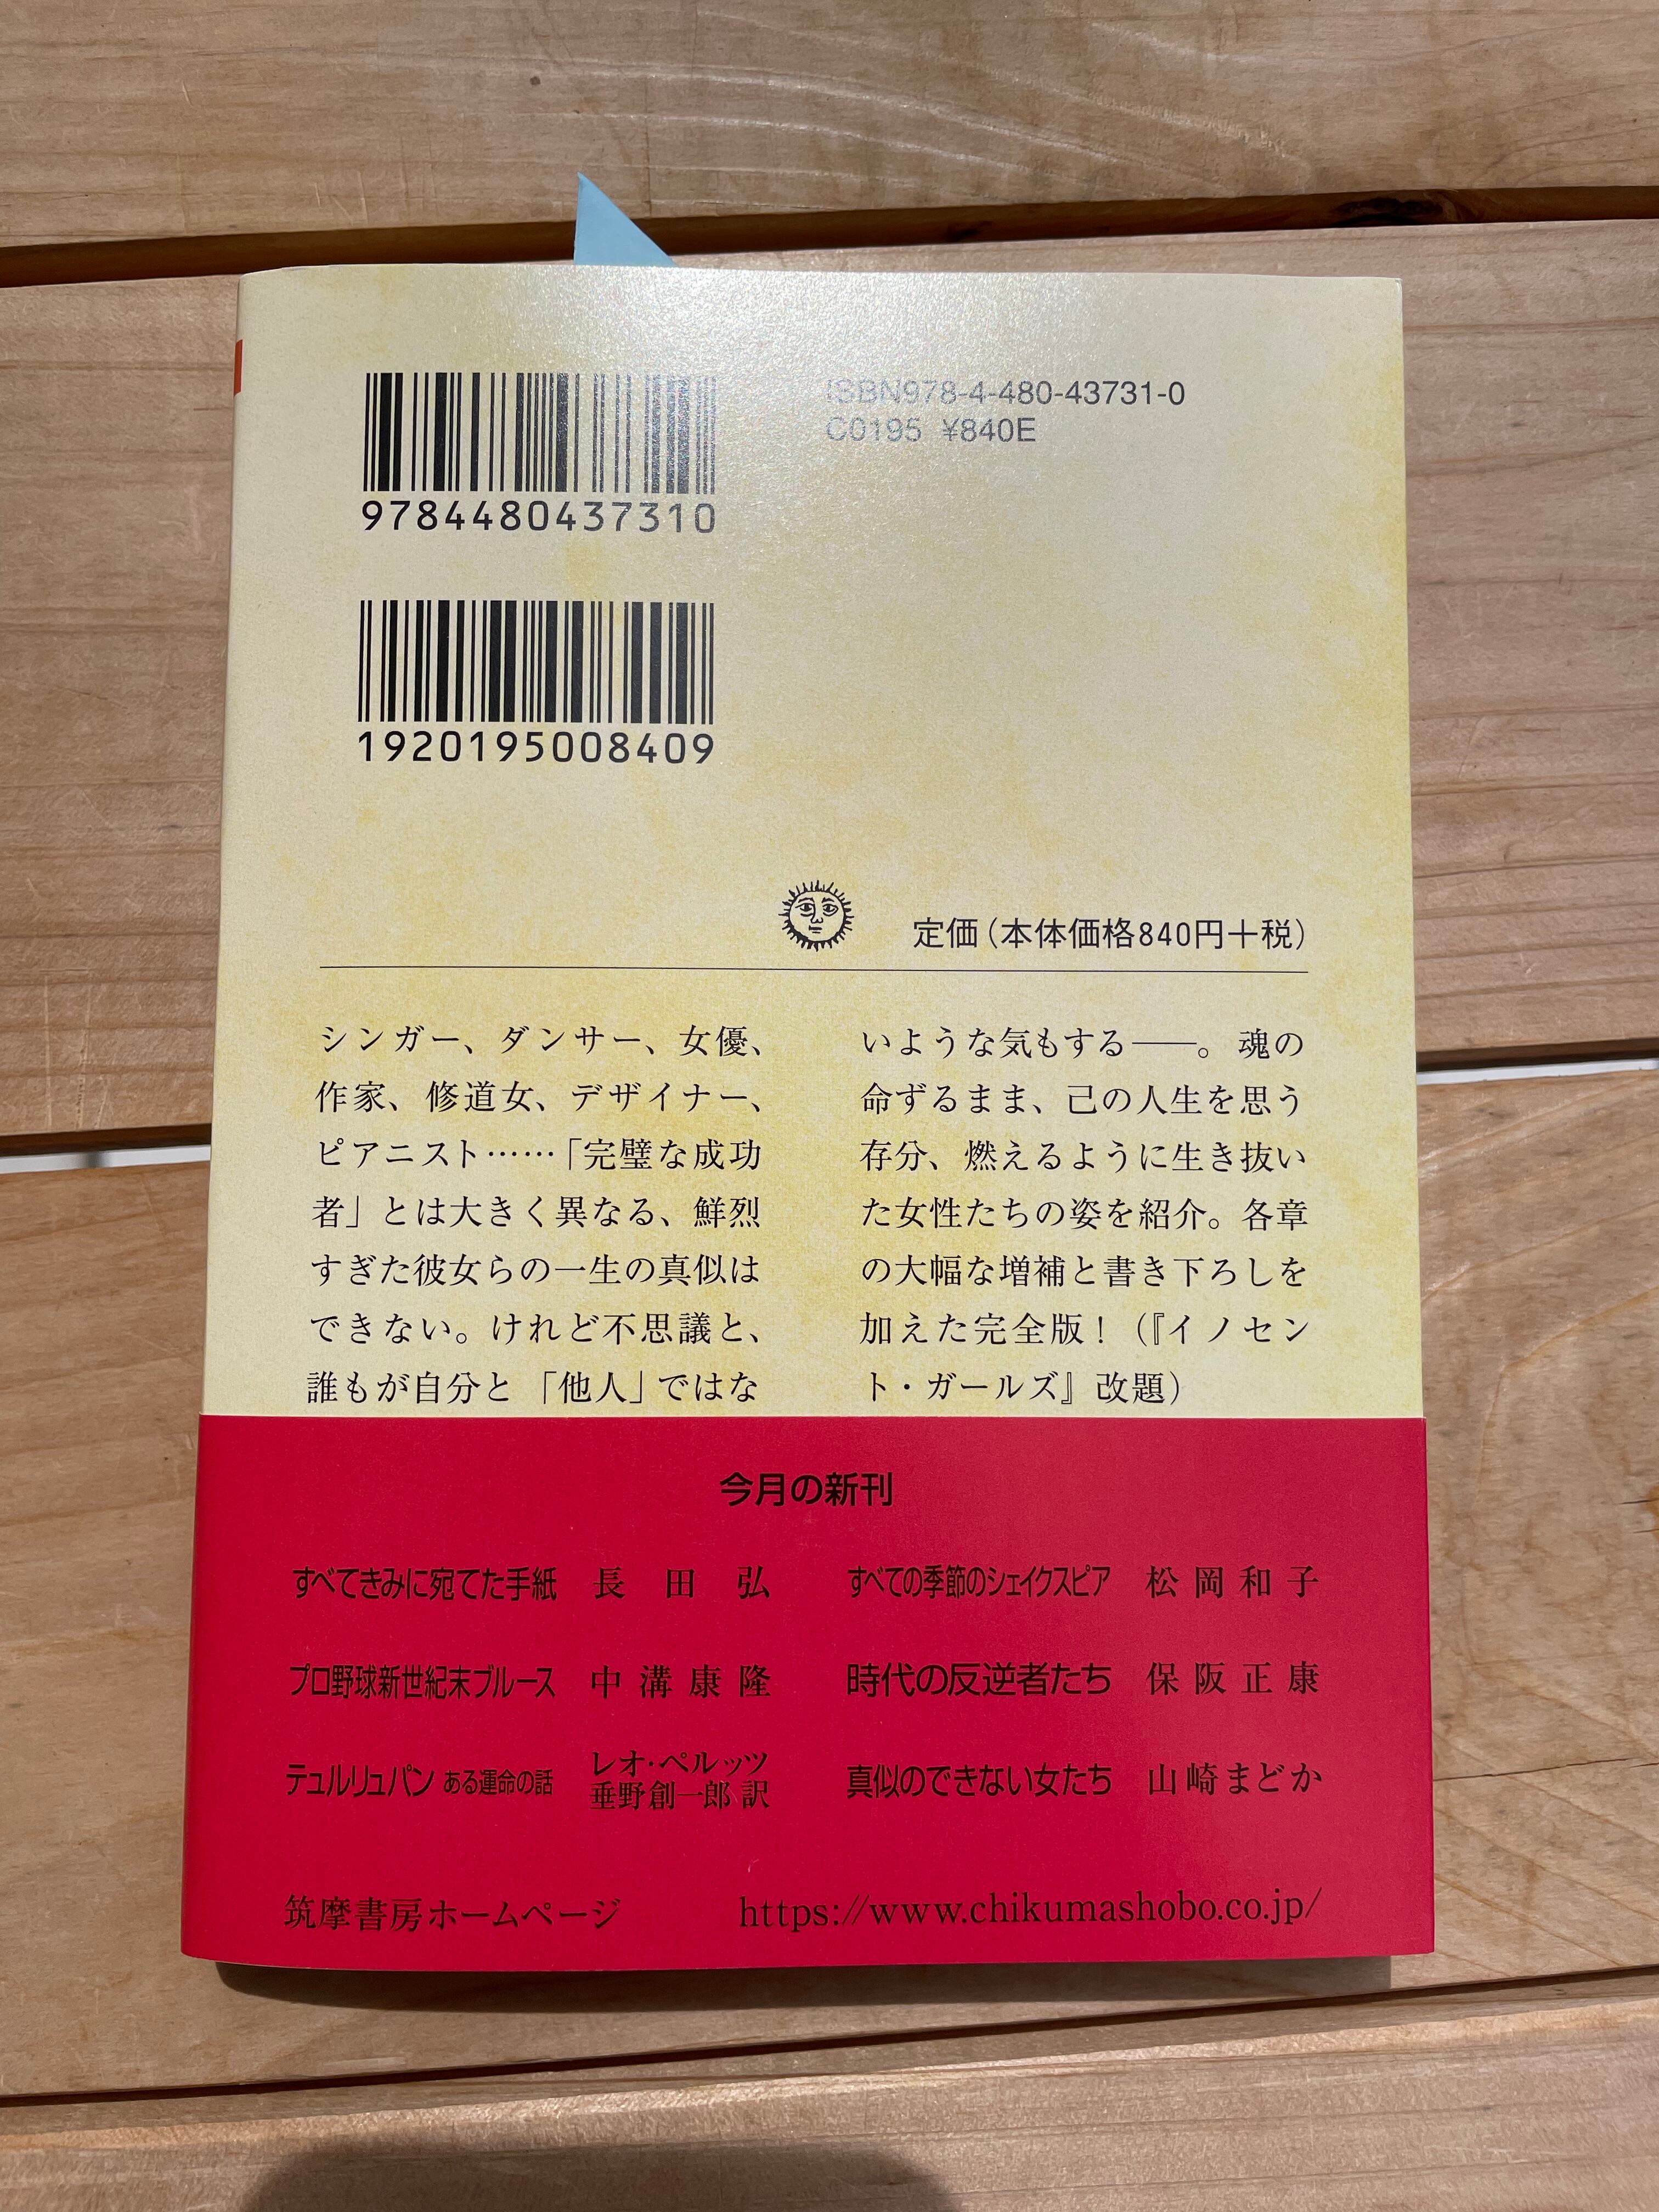 ISBN978-4-480-43731-0
C0195 ¥840E
9784480437310
1920195008409
定価(本体価格840円+税)
シンガー、ダンサー、女優、
作家、修道女、デザイナー、
ピアニスト……「完璧な成功
者」とは大きく異なる、鮮烈
すぎた彼女らの一生の真似は
できない。けれど不思議と、
誰もが自分と「他人」ではな
いような気もする――。魂の
命ずるまま、己の人生を思う
存分、燃えるように生き抜い
た女性たちの姿を紹介。各章
の大幅な増補と書き下ろしを
加えた完全版!(『イノセン
ト・ガールズ』改題)
今月の新刊
すべてきみに宛てた手紙 長田弘
プロ野球新世紀末ブルース 中溝康隆
テュルリュパン ある運命の話 レオ・ペルッツ
垂野創一郎 訳
すべての季節のシェイクスピア 松岡和子
時代の反逆者たち 保阪正康
真似のできない女たち 山崎まどか
筑摩書房ホームページ https://www.chikumashobo.co.jp/